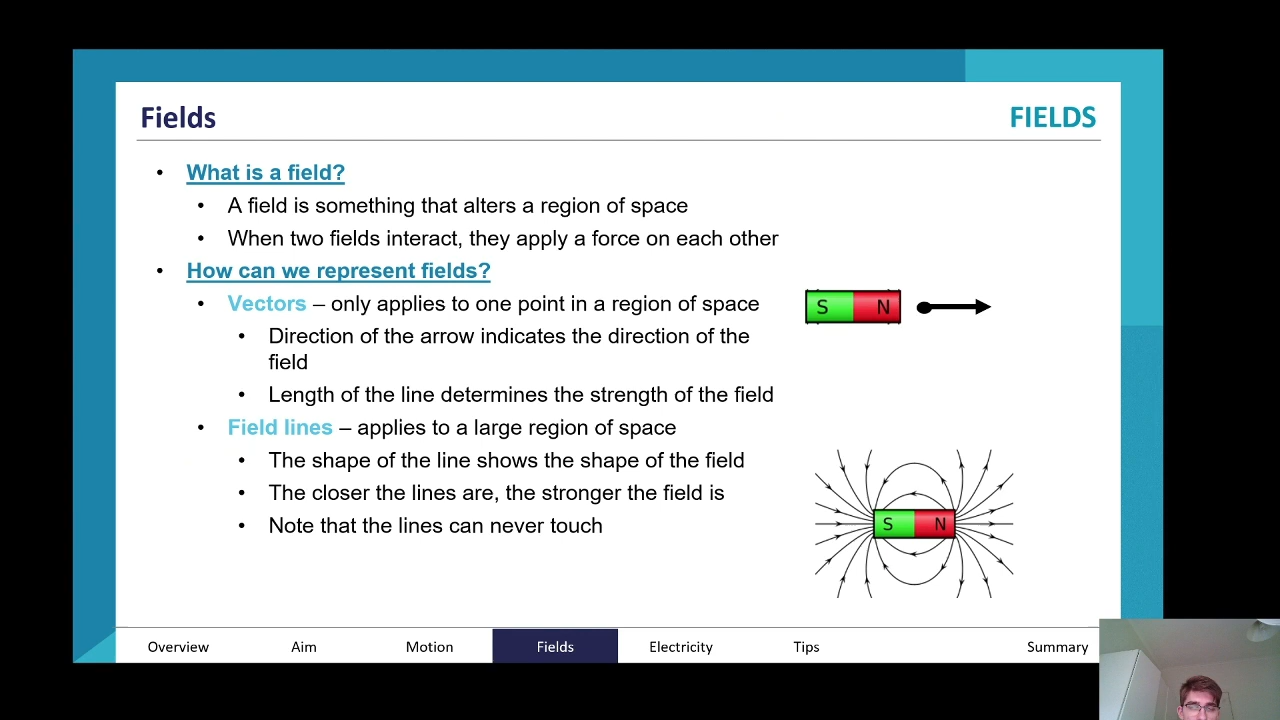 Fields
FIELDS
• What is a field?
• A field is something that alters a region of space
• When two fields interact, they apply a force on each other
• How can we represent fields?
• Vectors – only applies to one point in a region of space
• Direction of the arrow indicates the direction of the
field
• Length of the line determines the strength of the field
• Field lines – applies to a large region of space
• The shape of the line shows the shape of the field
• The closer the lines are, the stronger the field is
• Note that the lines can never touch
S N
S N
Overview Aim Motion Fields Electricity Tips Summary